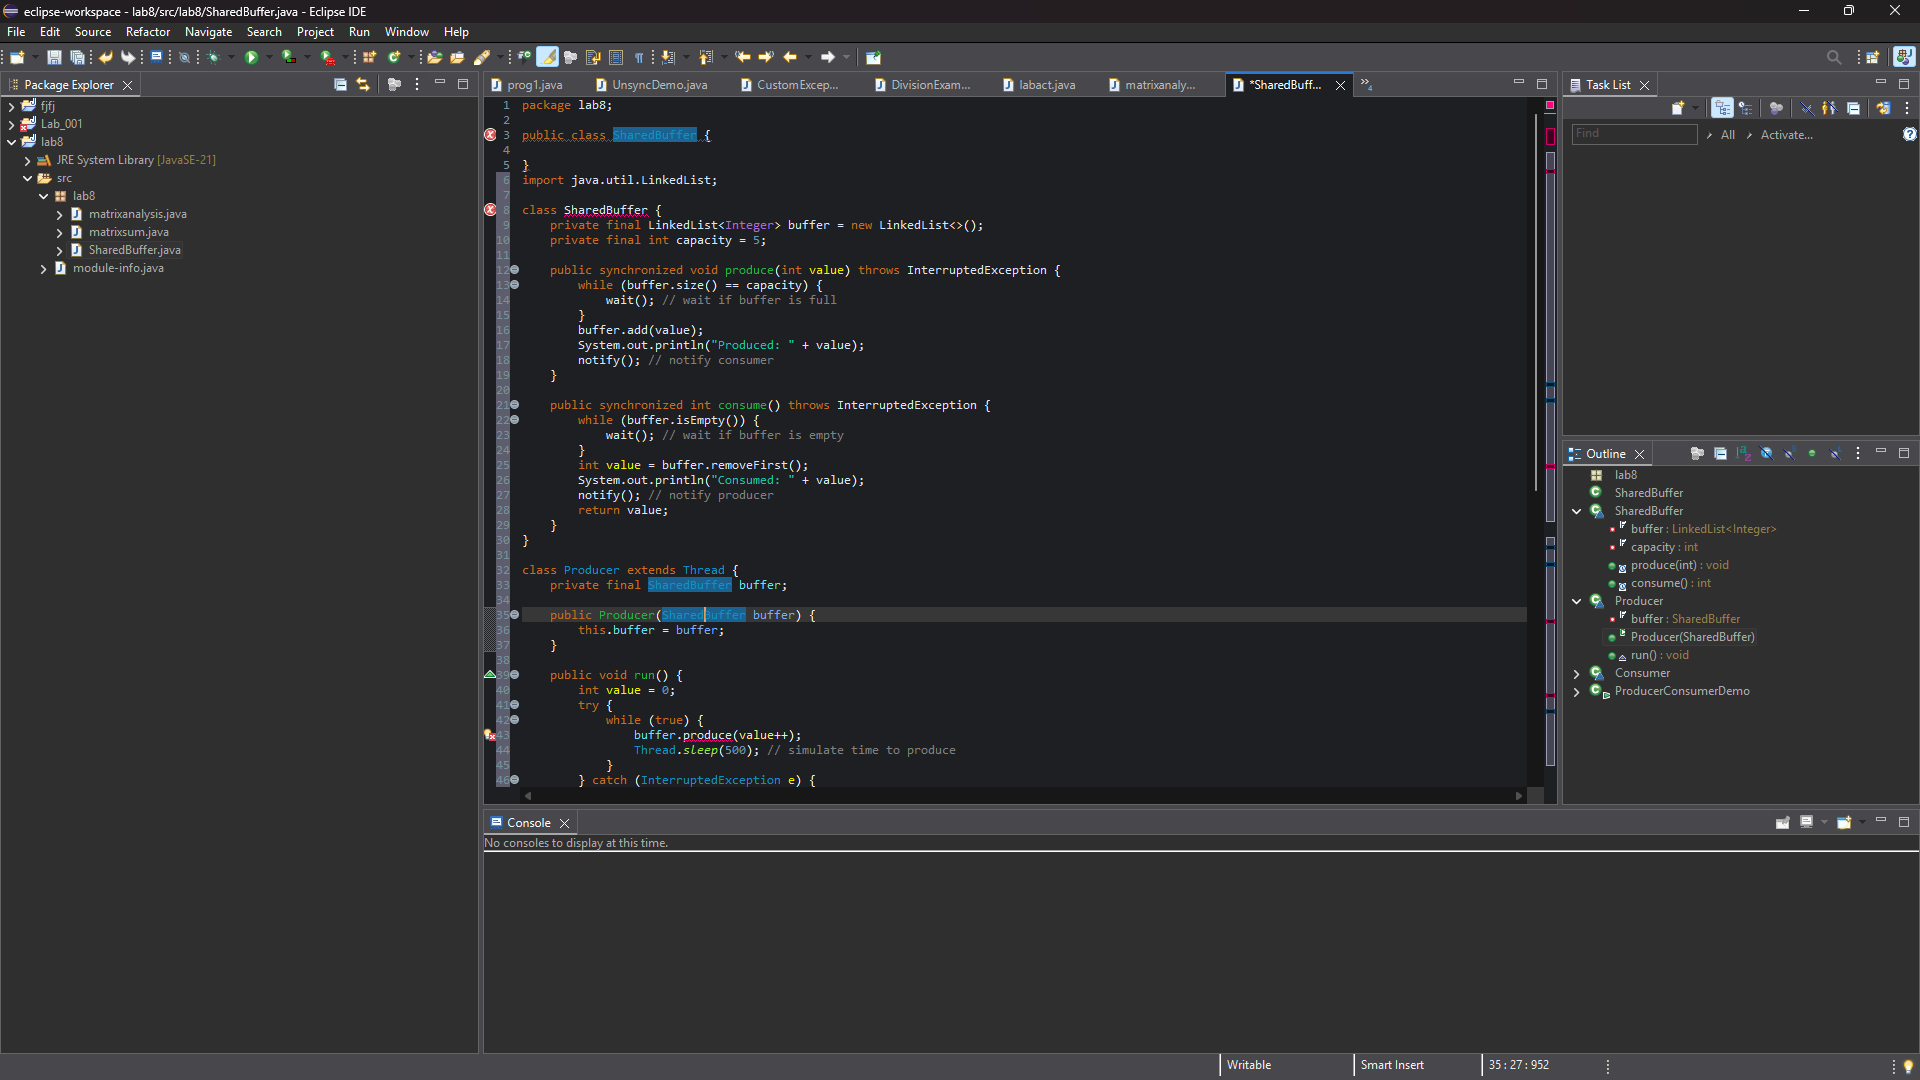 eclipse-workspace - lab8/src/lab8/SharedBuffer.java - Eclipse IDE
File Edit Source Refactor Navigate Search Project Run Window Help
Package Explorer
fjfj
Lab_001
lab8
JRE System Library [JavaSE-21]
src
lab8
matrixanalysis.java
matrixsum.java
SharedBuffer.java
module-info.java
prog1.java UnsyncDemo.java CustomExcep... DivisionExam... labact.java matrixanaly... *SharedBuff... »4
1 package lab8;
2
3 public class SharedBuffer {
4
5 }
6 import java.util.LinkedList;
7
8 class SharedBuffer {
9 private final LinkedList<Integer> buffer = new LinkedList<>();
10 private final int capacity = 5;
11
12 public synchronized void produce(int value) throws InterruptedException {
13 while (buffer.size() == capacity) {
14 wait(); // wait if buffer is full
15 }
16 buffer.add(value);
17 System.out.println("Produced: " + value);
18 notify(); // notify consumer
19 }
20
21 public synchronized int consume() throws InterruptedException {
22 while (buffer.isEmpty()) {
23 wait(); // wait if buffer is empty
24 }
25 int value = buffer.removeFirst();
26 System.out.println("Consumed: " + value);
27 notify(); // notify producer
28 return value;
29 }
30 }
31
32 class Producer extends Thread {
33 private final SharedBuffer buffer;
34
35 public Producer(SharedBuffer buffer) {
36 this.buffer = buffer;
37 }
38
39 public void run() {
40 int value = 0;
41 try {
42 while (true) {
43 buffer.produce(value++);
44 Thread.sleep(500); // simulate time to produce
45 }
46 } catch (InterruptedException e) {
Task List
Find
All
Activate...
Outline
lab8
SharedBuffer
SharedBuffer
buffer : LinkedList<Integer>
capacity : int
produce(int) : void
consume() : int
Producer
buffer : SharedBuffer
Producer(SharedBuffer)
run() : void
Consumer
ProducerConsumerDemo
Console
No consoles to display at this time.
Writable
Smart Insert
35 : 27 : 952